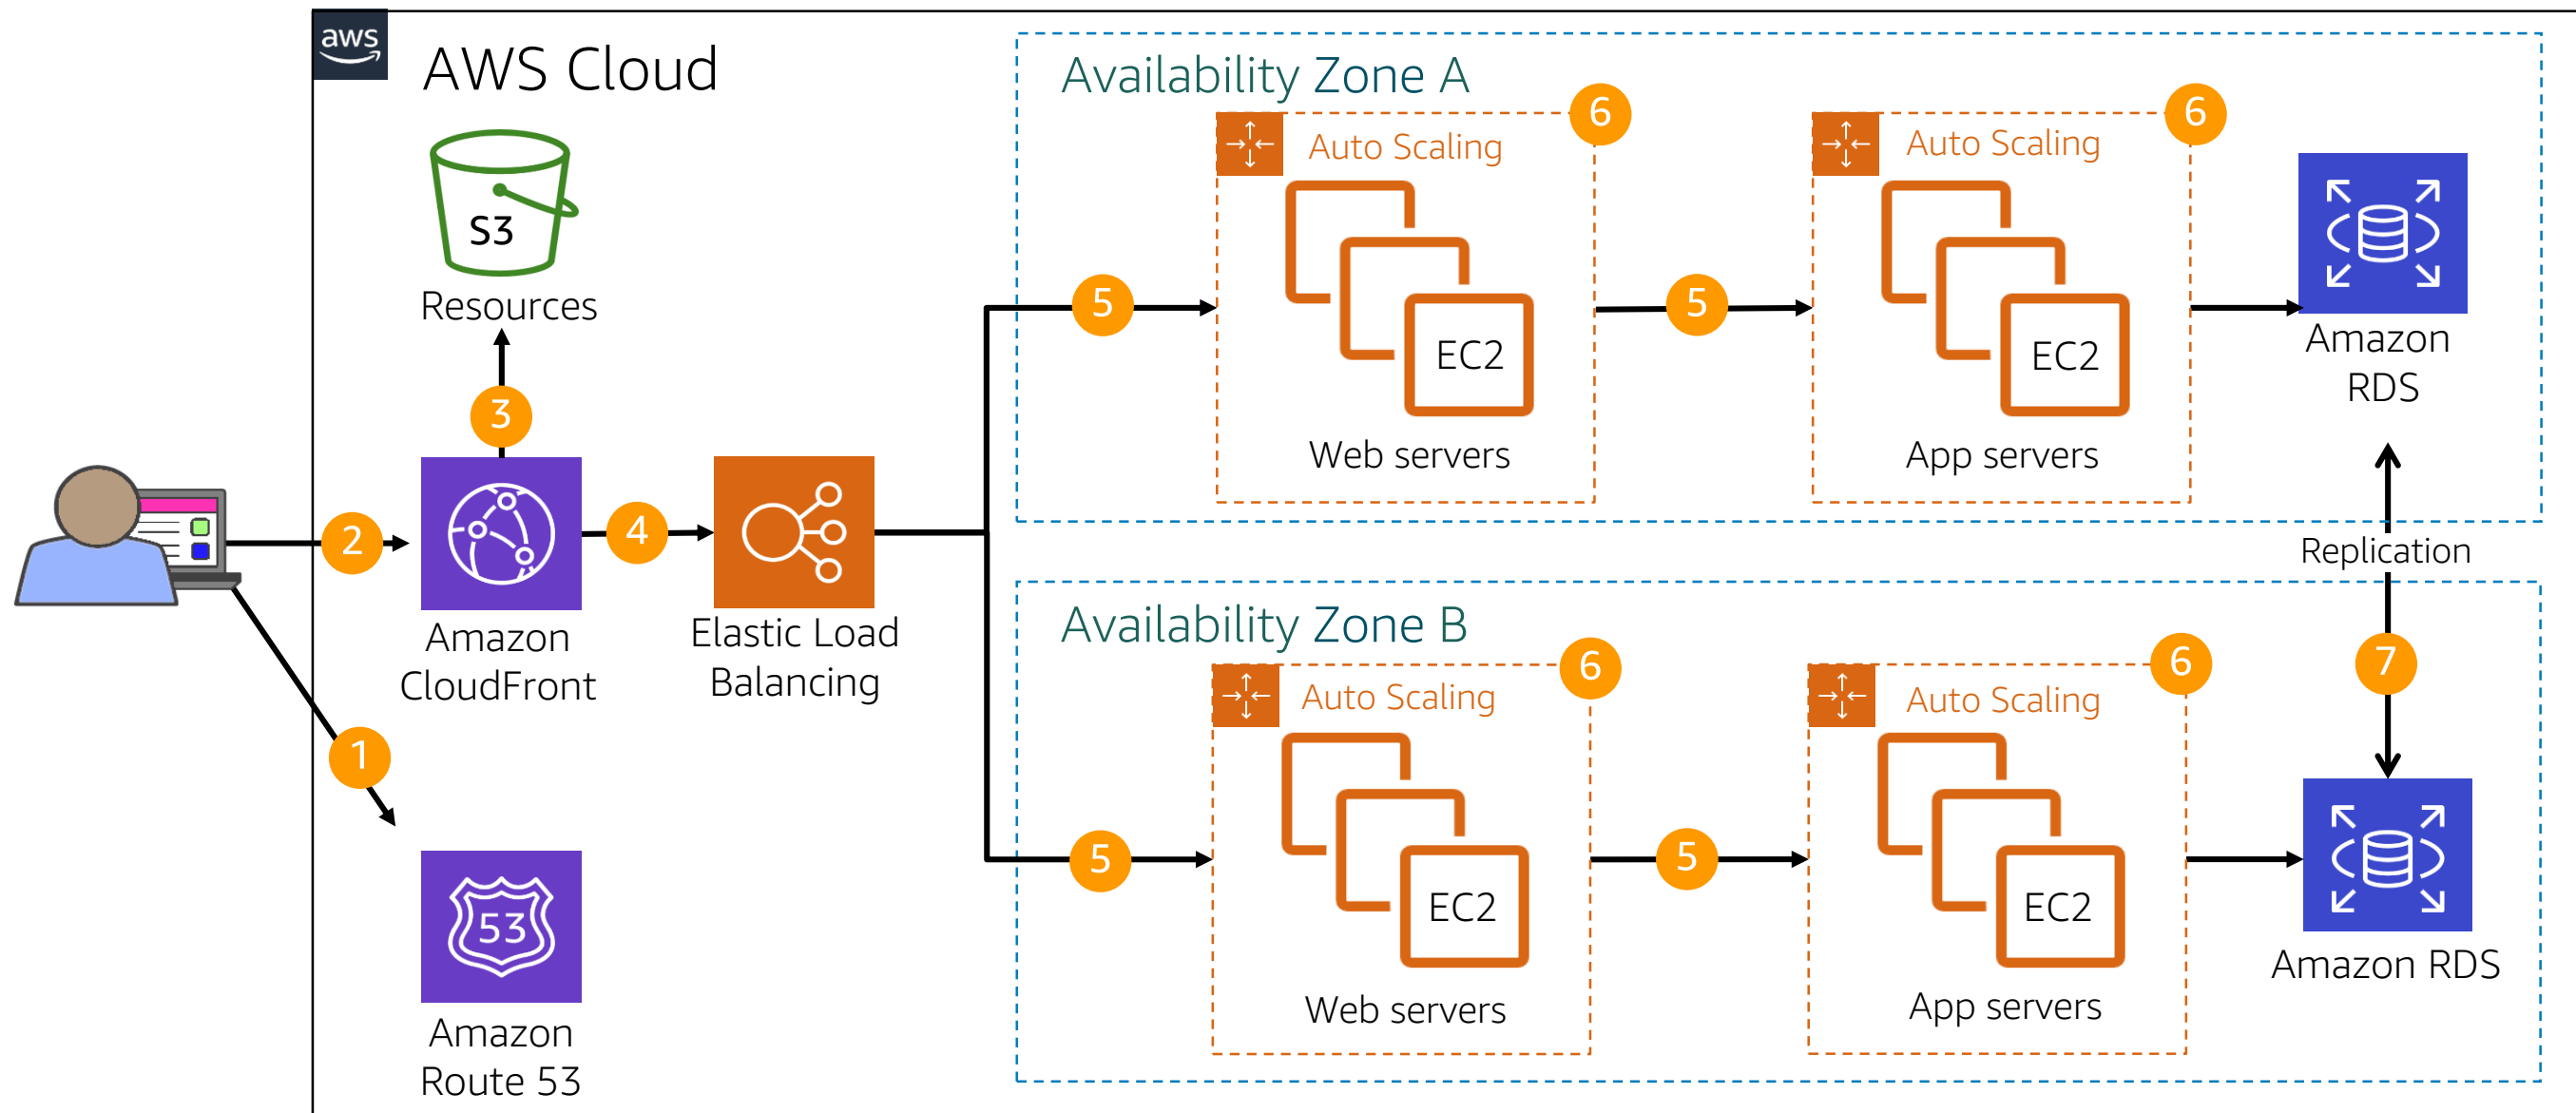 aws
AWS Cloud
S3
Resources
3
2
Amazon
CloudFront
4
Elastic Load
Balancing
1
53
Amazon
Route 53
Availability Zone A
5
Auto Scaling
6
EC2
Web servers
5
Auto Scaling
6
EC2
App servers
Amazon
RDS
Replication
7
Availability Zone B
5
Auto Scaling
6
EC2
Web servers
5
Auto Scaling
6
EC2
App servers
Amazon RDS